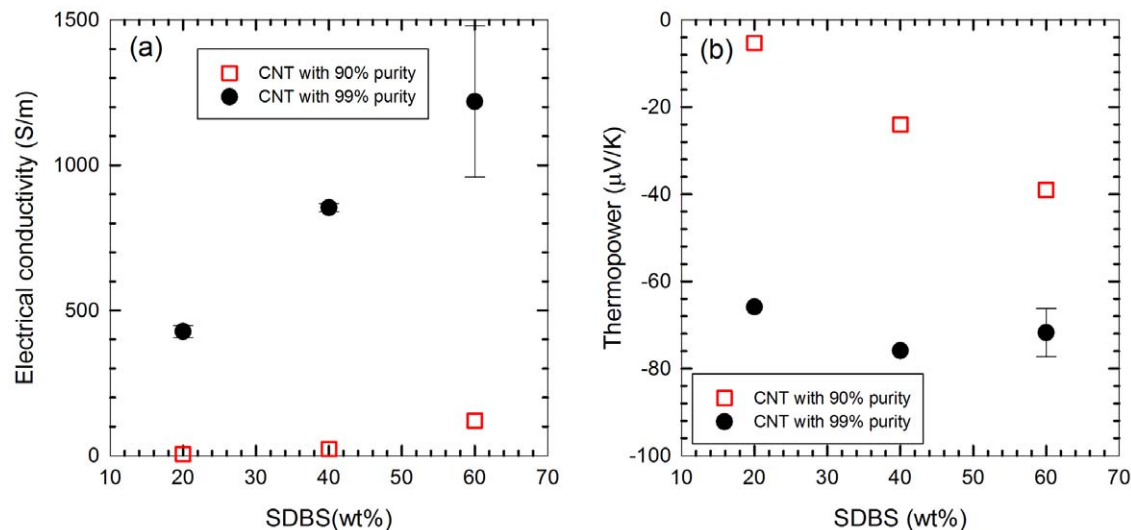 (a)
CNT with 90% purity
CNT with 99% purity
Electrical conductivity (S/m)
1500
1000
500
0
10 20 30 40 50 60 70
SDBS(wt%)
(b)
Thermopower (μV/K)
0
-20
-40
-60
-80
-100
CNT with 90% purity
CNT with 99% purity
10 20 30 40 50 60 70
SDBS (wt%)